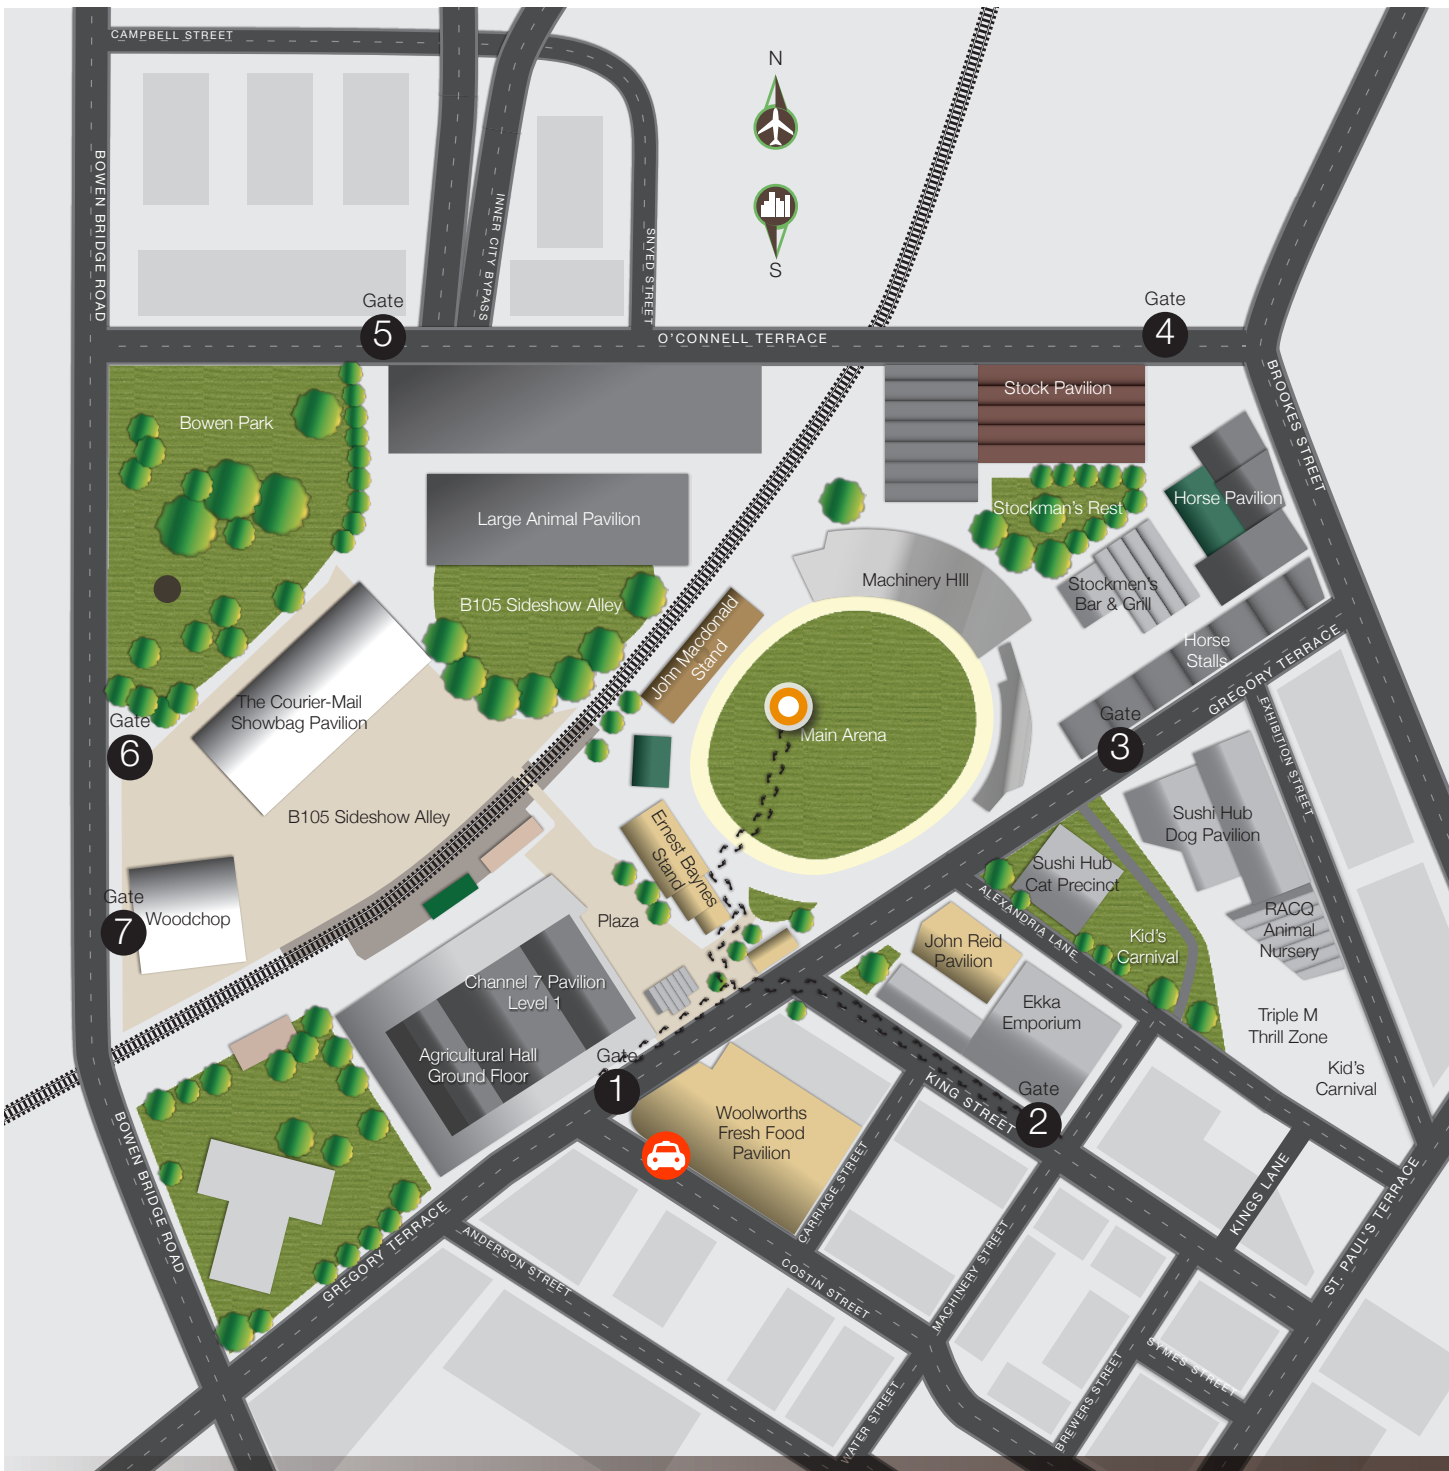 CAMPBELL STREET
N
S
BOWEN BRIDGE ROAD
INNER CITY BYPASS
SNYED STREET
Gate
5
Gate
4
O'CONNELL TERRACE
BROOKES STREET
Stock Pavilion
Bowen Park
Horse Pavilion
Stockman's Rest
Large Animal Pavilion
Machinery HIll
Stockmen's
Bar & Grill
B105 Sideshow Alley
John Macdonald
Stand
Horse
Stalls
GREGORY TERRACE
The Courier-Mail
Showbag Pavilion
Gate
6
Gate
3
EXHIBITION STREET
Main Arena
B105 Sideshow Alley
Sushi Hub
Dog Pavilion
Ernest Baynes
Stand
Sushi Hub
Cat Precinct
Gate
7
Woodchop
Plaza
ALEXANDRIA LANE
RACQ
Animal
Nursery
John Reid
Pavilion
Kid's
Carnival
Channel 7 Pavilion
Level 1
Ekka
Emporium
Triple M
Thrill Zone
Agricultural Hall
Ground Floor
Gate
1
Kid's
Carnival
KING STREET
Gate
2
Woolworths
Fresh Food
Pavilion
BOWEN BRIDGE ROAD
CARRIAGE STREET
KINGS LANE
ST. PAUL'S TERRACE
GREGORY TERRACE
ANDERSON STREET
COSTIN STREET
MACHINERY STREET
SYMES STREET
BREWERS STREET
WATER STREET